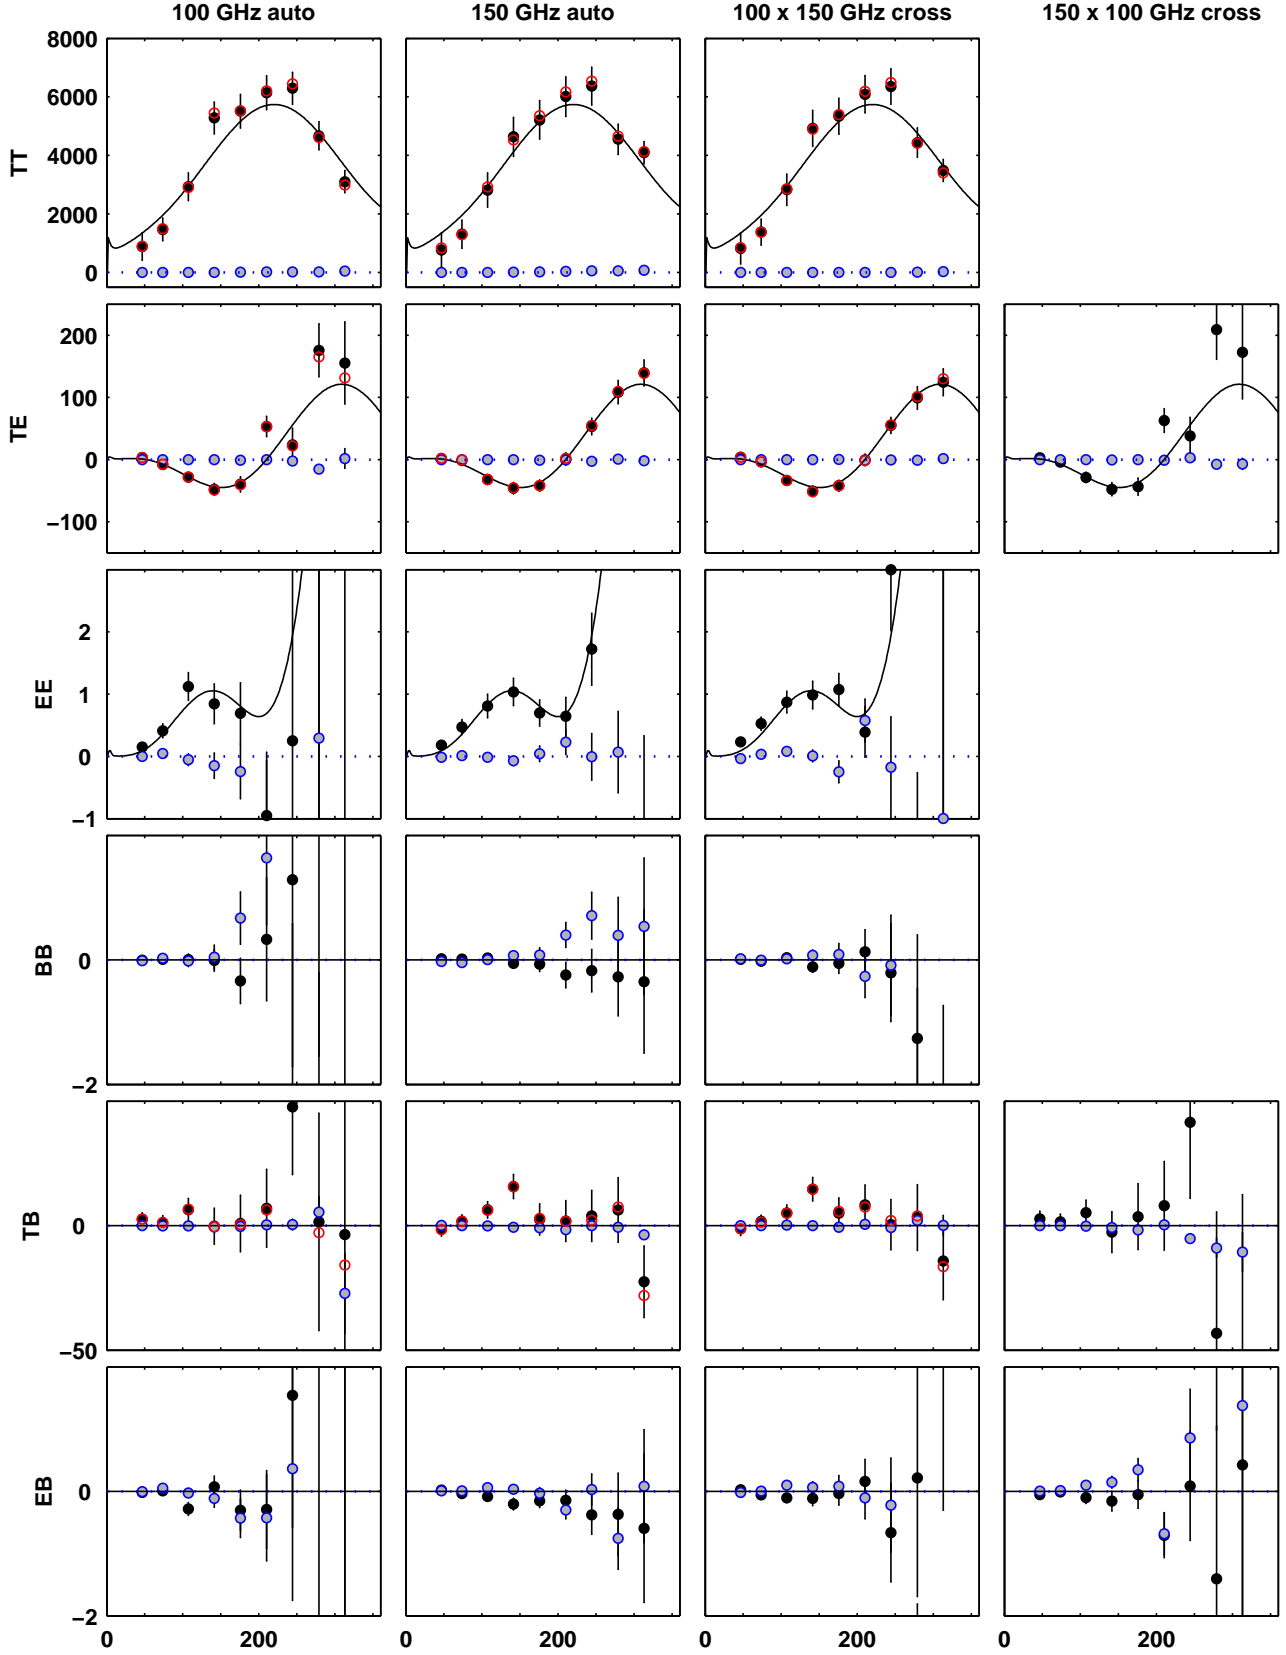 100 GHz auto 150 GHz auto 100 x 150 GHz cross 150 x 100 GHz cross
8000
6000
4000
2000
0
TT
200
100
0
−100
TE
2
1
0
−1
EE
0
−2
BB
0
−50
TB
0
−2
EB
0 200 0 200 0 200 0 200